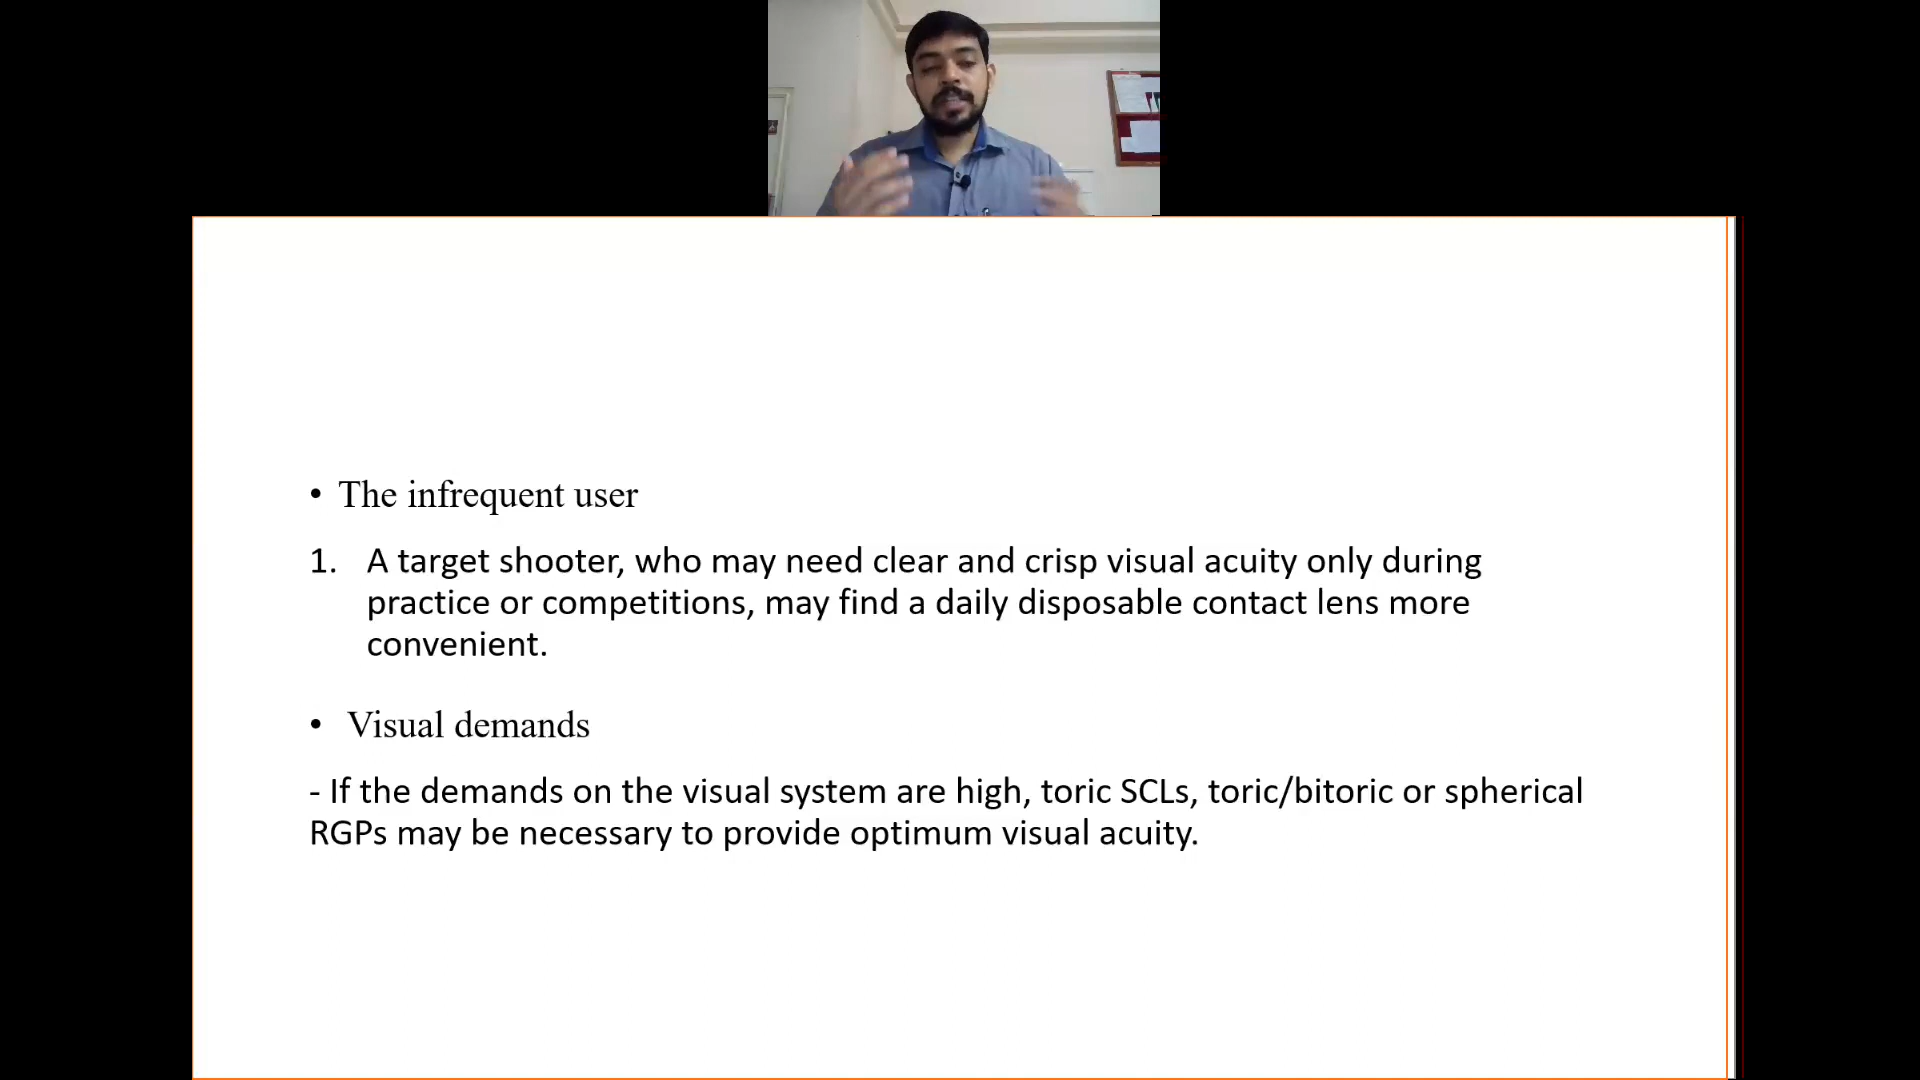 • The infrequent user
1. A target shooter, who may need clear and crisp visual acuity only during
practice or competitions, may find a daily disposable contact lens more
convenient.
• Visual demands
- If the demands on the visual system are high, toric SCLs, toric/bitoric or spherical
RGPs may be necessary to provide optimum visual acuity.